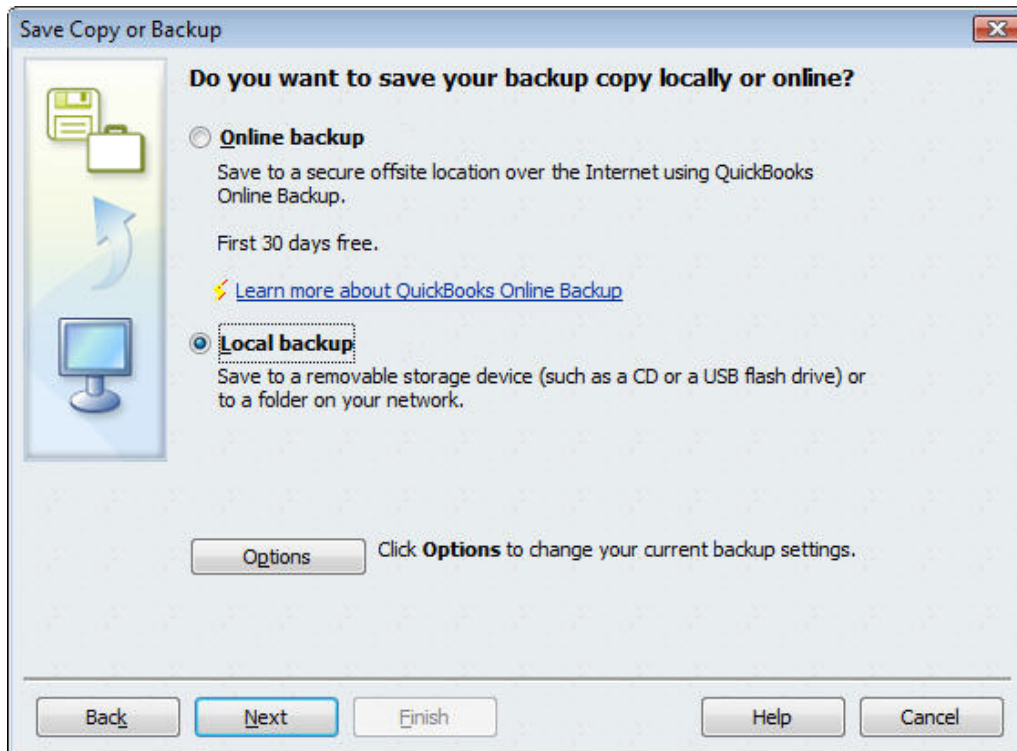 Save Copy or Backup
Do you want to save your backup copy locally or online?
Online backup
Save to a secure offsite location over the Internet using QuickBooks
Online Backup.
First 30 days free.
Learn more about QuickBooks Online Backup
Local backup
Save to a removable storage device (such as a CD or a USB flash drive) or
to a folder on your network.
Options Click Options to change your current backup settings.
Back Next Finish Help Cancel